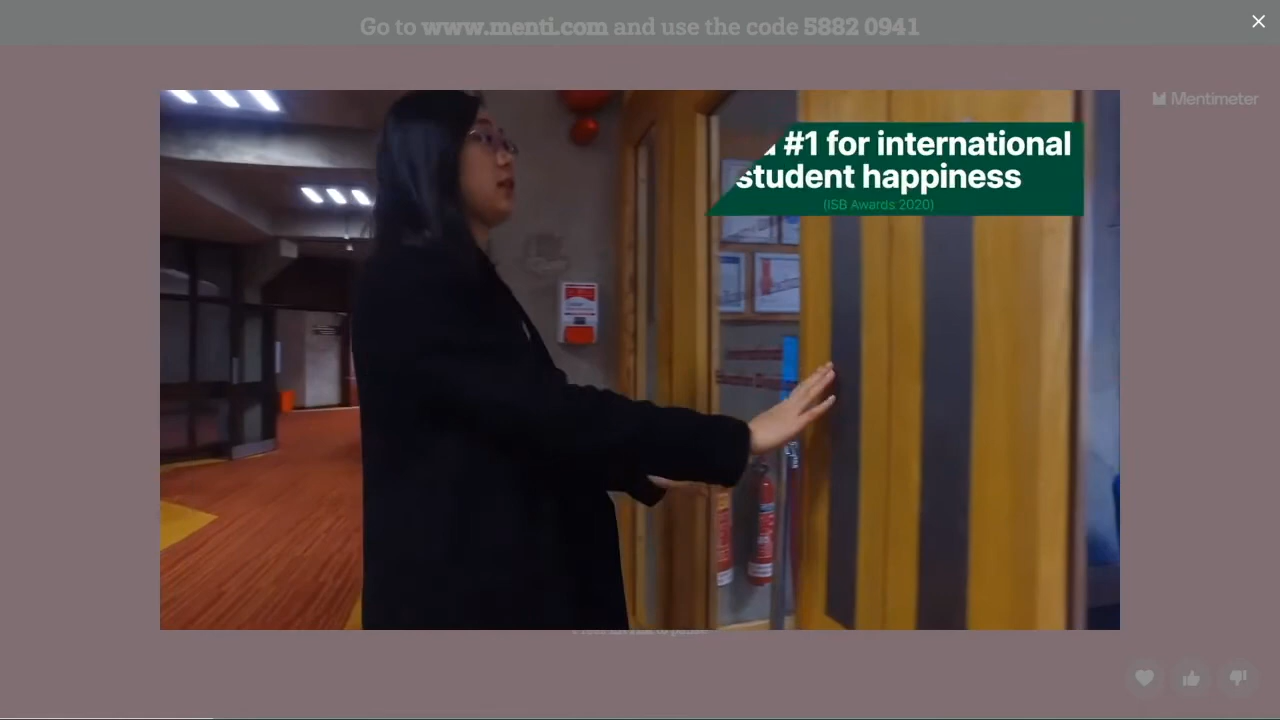 Go to www.menti.com and use the code 5882 0941
Mentimeter
#1 for international
student happiness
(ISB Awards 2020)